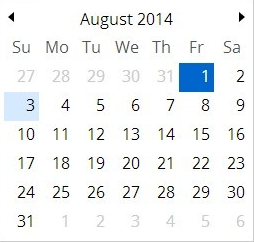 August 2014
Su Mo Tu We Th Fr Sa
27 28 29 30 31 1 2
3 4 5 6 7 8 9
10 11 12 13 14 15 16
17 18 19 20 21 22 23
24 25 26 27 28 29 30
31 1 2 3 4 5 6